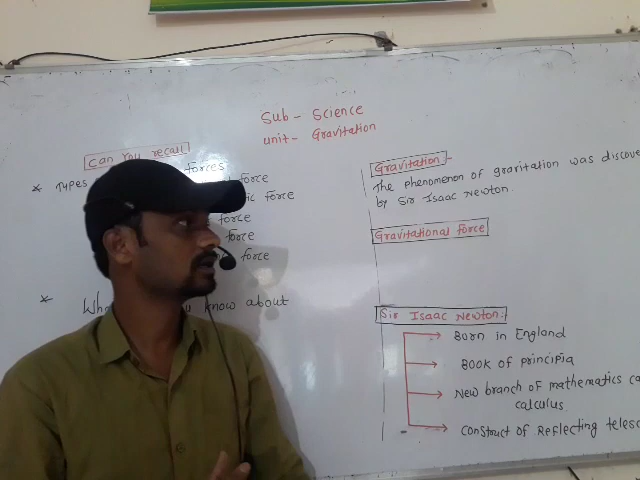 Sub - Science
unit - Gravitation
Can You recall
* Types forces
force
force
force
force
force
* know about
Gravitation:-
The phenomenon of gravitation was
by Sir Isaac Newton.
Gravitational force
Sir Isaac Newton:-
Born in England
Book of principia
New branch of mathematics
calculus.
Construct of Reflecting